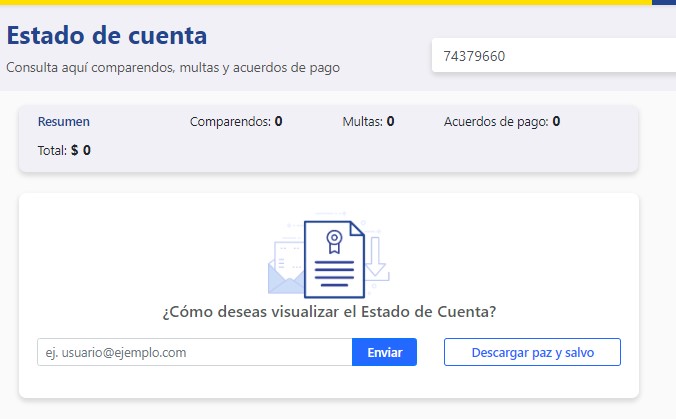 Estado de cuenta
Consulta aquí comparendos, multas y acuerdos de pago
74379660
Resumen Comparendos: 0 Multas: 0 Acuerdos de pago: 0
Total: $ 0
¿Cómo deseas visualizar el Estado de Cuenta?
ej. usuario@ejemplo.com Enviar Descargar paz y salvo